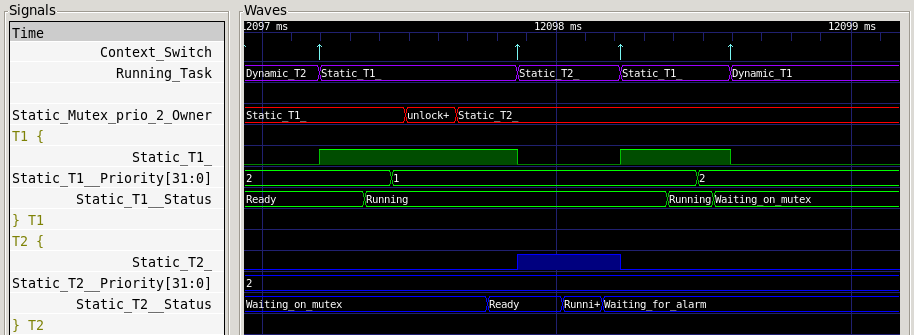 Signals Waves
Time 12097 ms 12098 ms 12099 ms
Context_Switch
Running_Task Dynamic_T2 Static_T1_ Static_T2_ Static_T1_ Dynamic_T1
Static_Mutex_prio_2_Owner Static_T1_ unlock+ Static_T2_
T1 {
Static_T1_
Static_T1__Priority[31:0] 2 1 2
Static_T1__Status Ready Running Running Waiting_on_mutex
} T1
T2 {
Static_T2_
Static_T2__Priority[31:0] 2
Static_T2__Status Waiting_on_mutex Ready Runni+ Waiting_for_alarm
} T2